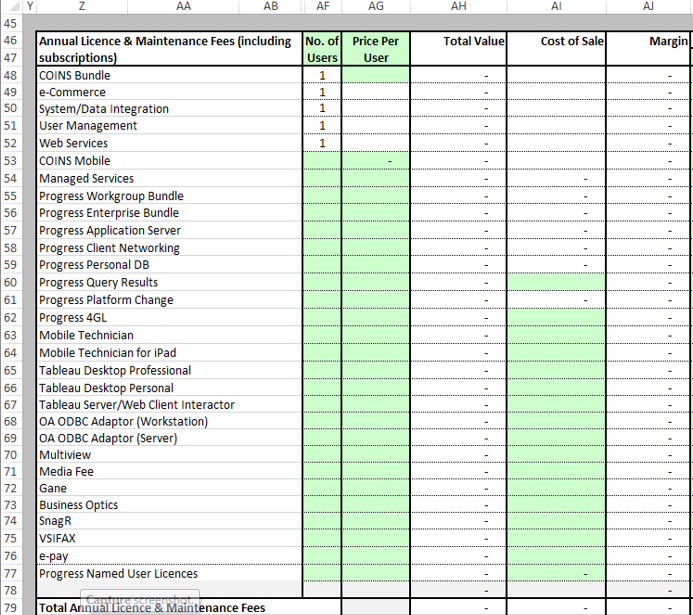 Y Z AA AB AF AG AH AI AJ
45
46 Annual Licence & Maintenance Fees (including No. of Price Per Total Value Cost of Sale Margin
47 subscriptions) Users User
48 COINS Bundle 1 - -
49 e-Commerce 1 - -
50 System/Data Integration 1 - -
51 User Management 1 - -
52 Web Services 1 - -
53 COINS Mobile - - -
54 Managed Services - - -
55 Progress Workgroup Bundle - - -
56 Progress Enterprise Bundle - - -
57 Progress Application Server - - -
58 Progress Client Networking - - -
59 Progress Personal DB - - -
60 Progress Query Results - -
61 Progress Platform Change - - -
62 Progress 4GL - -
63 Mobile Technician - -
64 Mobile Technician for iPad - -
65 Tableau Desktop Professional - -
66 Tableau Desktop Personal - -
67 Tableau Server/Web Client Interactor - -
68 OA ODBC Adaptor (Workstation) - -
69 OA ODBC Adaptor (Server) - -
70 Multiview - -
71 Media Fee - -
72 Gane - -
73 Business Optics - -
74 SnagR - -
75 VSIFAX - -
76 e-pay - -
77 Progress Named User Licences - - -
78 - -
Capture screenshot.
79 Total Annual Licence & Maintenance Fees - - -